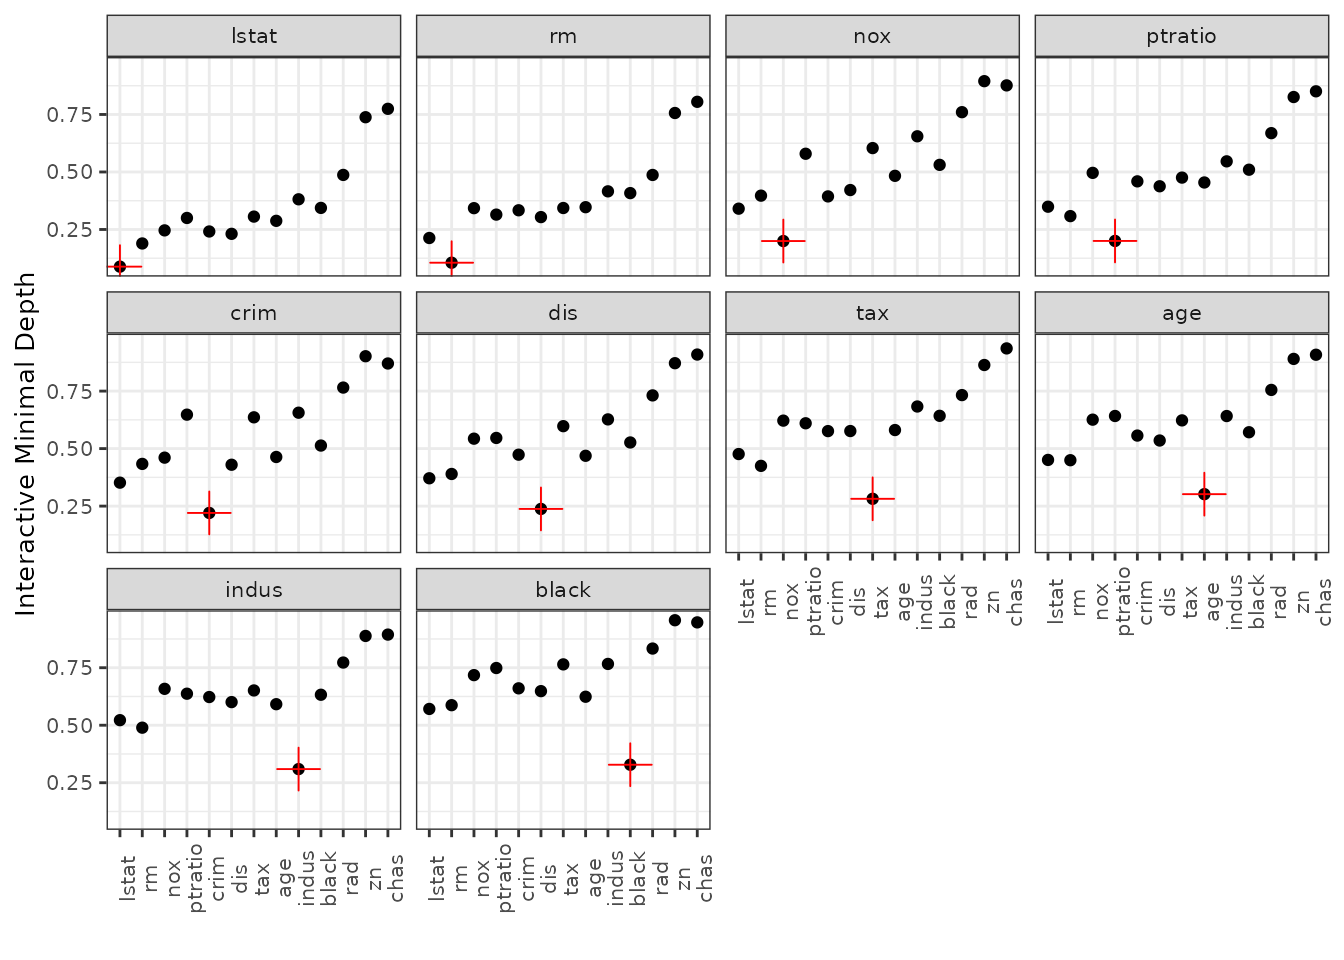 lstat rm nox ptratio
0.75
0.50
0.25
crim dis tax age
0.75
0.50
0.25
Interactive Minimal Depth
lstat rm nox ptratio crim dis tax age indus black rad zn chas
lstat rm nox ptratio crim dis tax age indus black rad zn chas
indus black
0.75
0.50
0.25
lstat rm nox ptratio crim dis tax age indus black rad zn chas
lstat rm nox ptratio crim dis tax age indus black rad zn chas